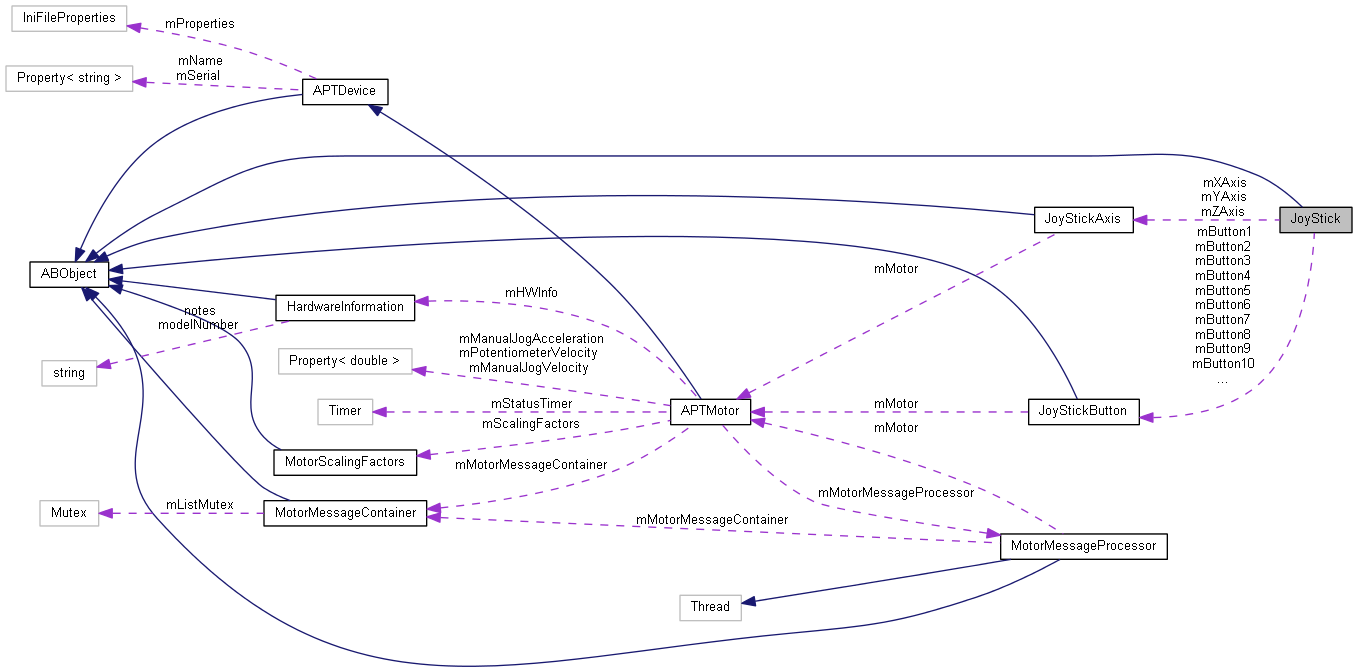 IniFileProperties
mProperties
Property< string >
mName
mSerial
APTDevice
mXAxis
mYAxis
mZAxis
JoyStickAxis
JoyStick
mButton1
mButton2
mButton3
mButton4
mButton5
mButton6
mButton7
mButton8
mButton9
mButton10
...
mMotor
ABObject
mHWInfo
HardwareInformation
notes
modelNumber
string
mManualJogAcceleration
mPotentiometerVelocity
mManualJogVelocity
Property< double >
Timer
mStatusTimer
APTMotor
mMotor
JoyStickButton
mScalingFactors
mMotor
MotorScalingFactors
mMotorMessageContainer
mMotorMessageProcessor
Mutex
mListMutex
MotorMessageContainer
mMotorMessageContainer
MotorMessageProcessor
Thread